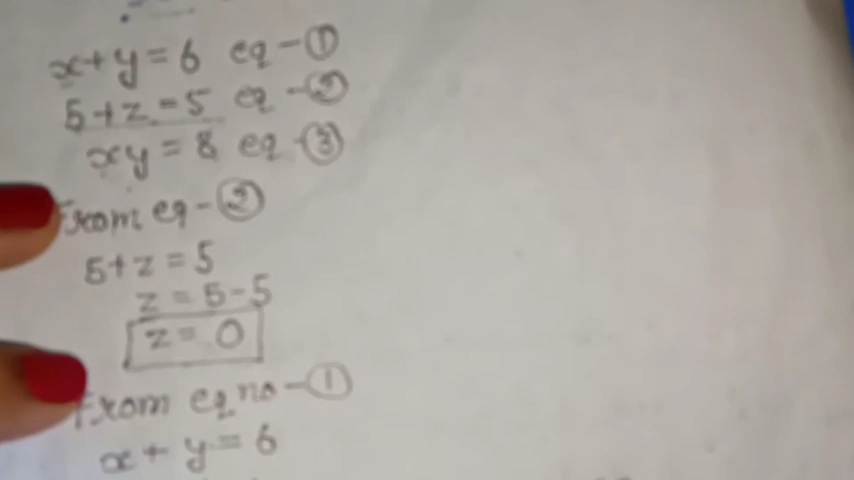 x+y=6 eq-①
5+z=5 eq-②
xy=8 eq-③
From eq-②
5+z=5
z=5-5
z=0
From eq no-①
x+y=6